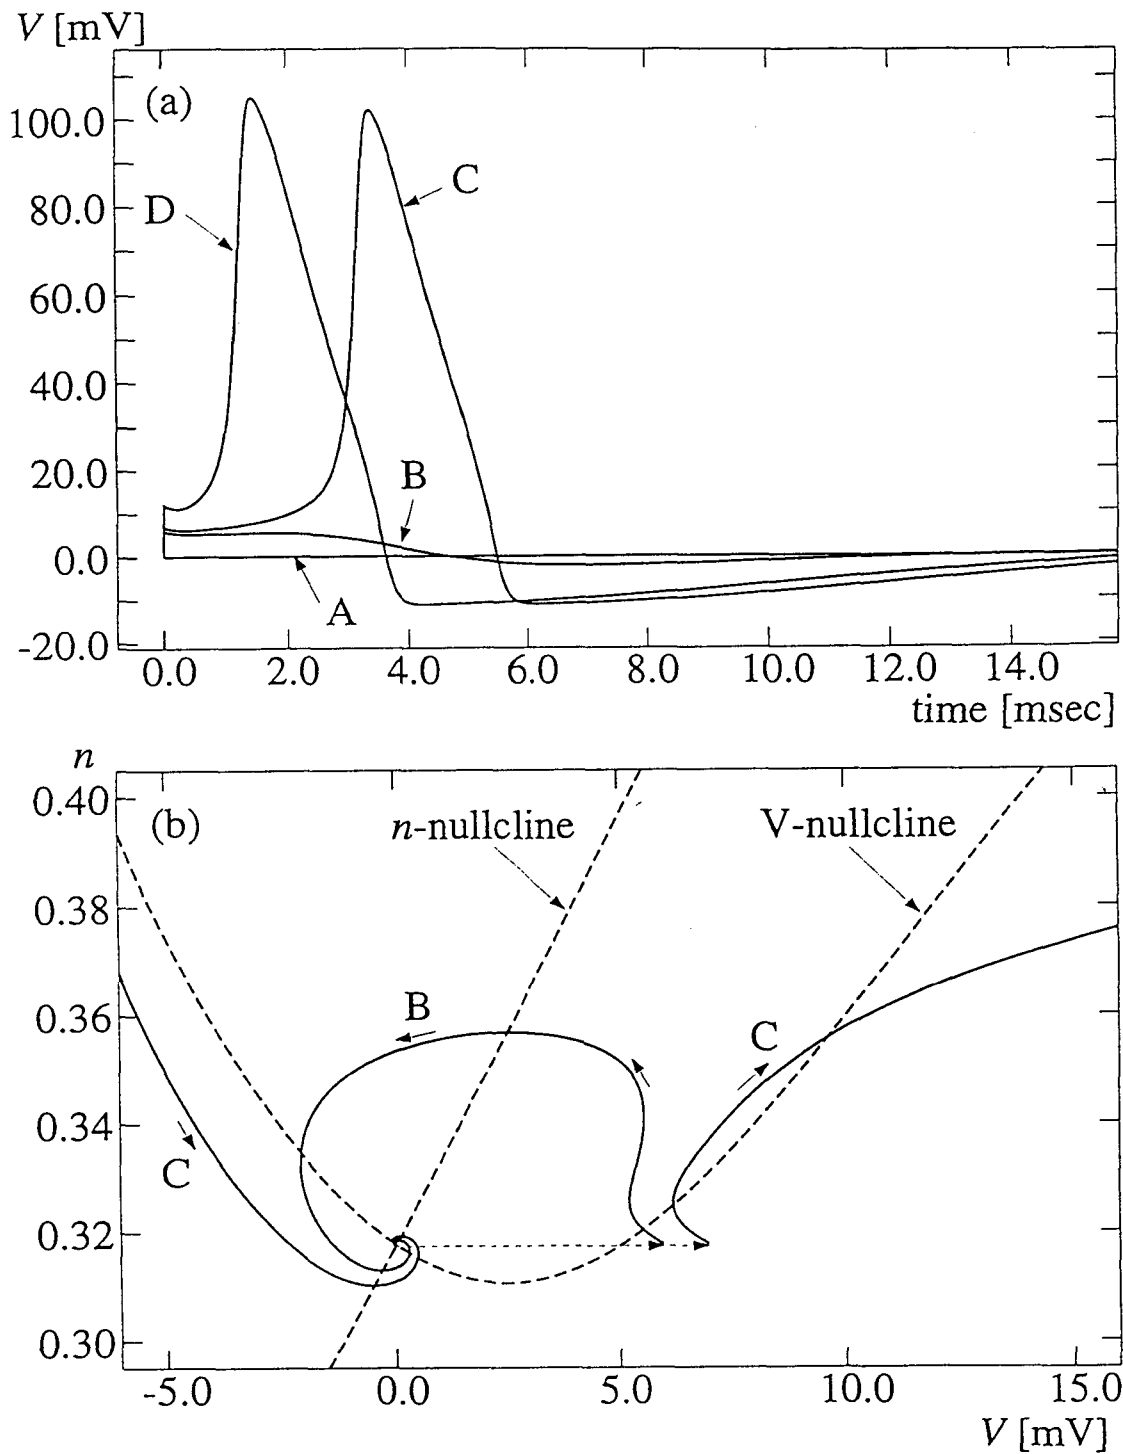 V [mV]
(a)
100.0
80.0
60.0
40.0
20.0
0.0
-20.0
D
C
B
A
0.0 2.0 4.0 6.0 8.0 10.0 12.0 14.0
time [msec]
n
(b)
n-nullcline
V-nullcline
0.40
0.38
0.36
0.34
0.32
0.30
B
C
C
-5.0 0.0 5.0 10.0 15.0
V [mV]